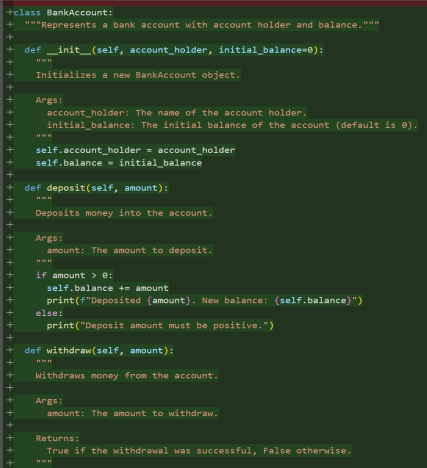 +class BankAccount:
+  """Represents a bank account with account holder and balance."""
+
+  def __init__(self, account_holder, initial_balance=0):
+    """
+    Initializes a new BankAccount object.
+
+    Args:
+      account_holder: The name of the account holder.
+      initial_balance: The initial balance of the account (default is 0).
+    """
+    self.account_holder = account_holder
+    self.balance = initial_balance
+
+  def deposit(self, amount):
+    """
+    Deposits money into the account.
+
+    Args:
+      amount: The amount to deposit.
+    """
+    if amount > 0:
+      self.balance += amount
+      print(f"Deposited {amount}. New balance: {self.balance}")
+    else:
+      print("Deposit amount must be positive.")
+
+  def withdraw(self, amount):
+    """
+    Withdraws money from the account.
+
+    Args:
+      amount: The amount to withdraw.
+
+    Returns:
+      True if the withdrawal was successful, False otherwise.
+    """